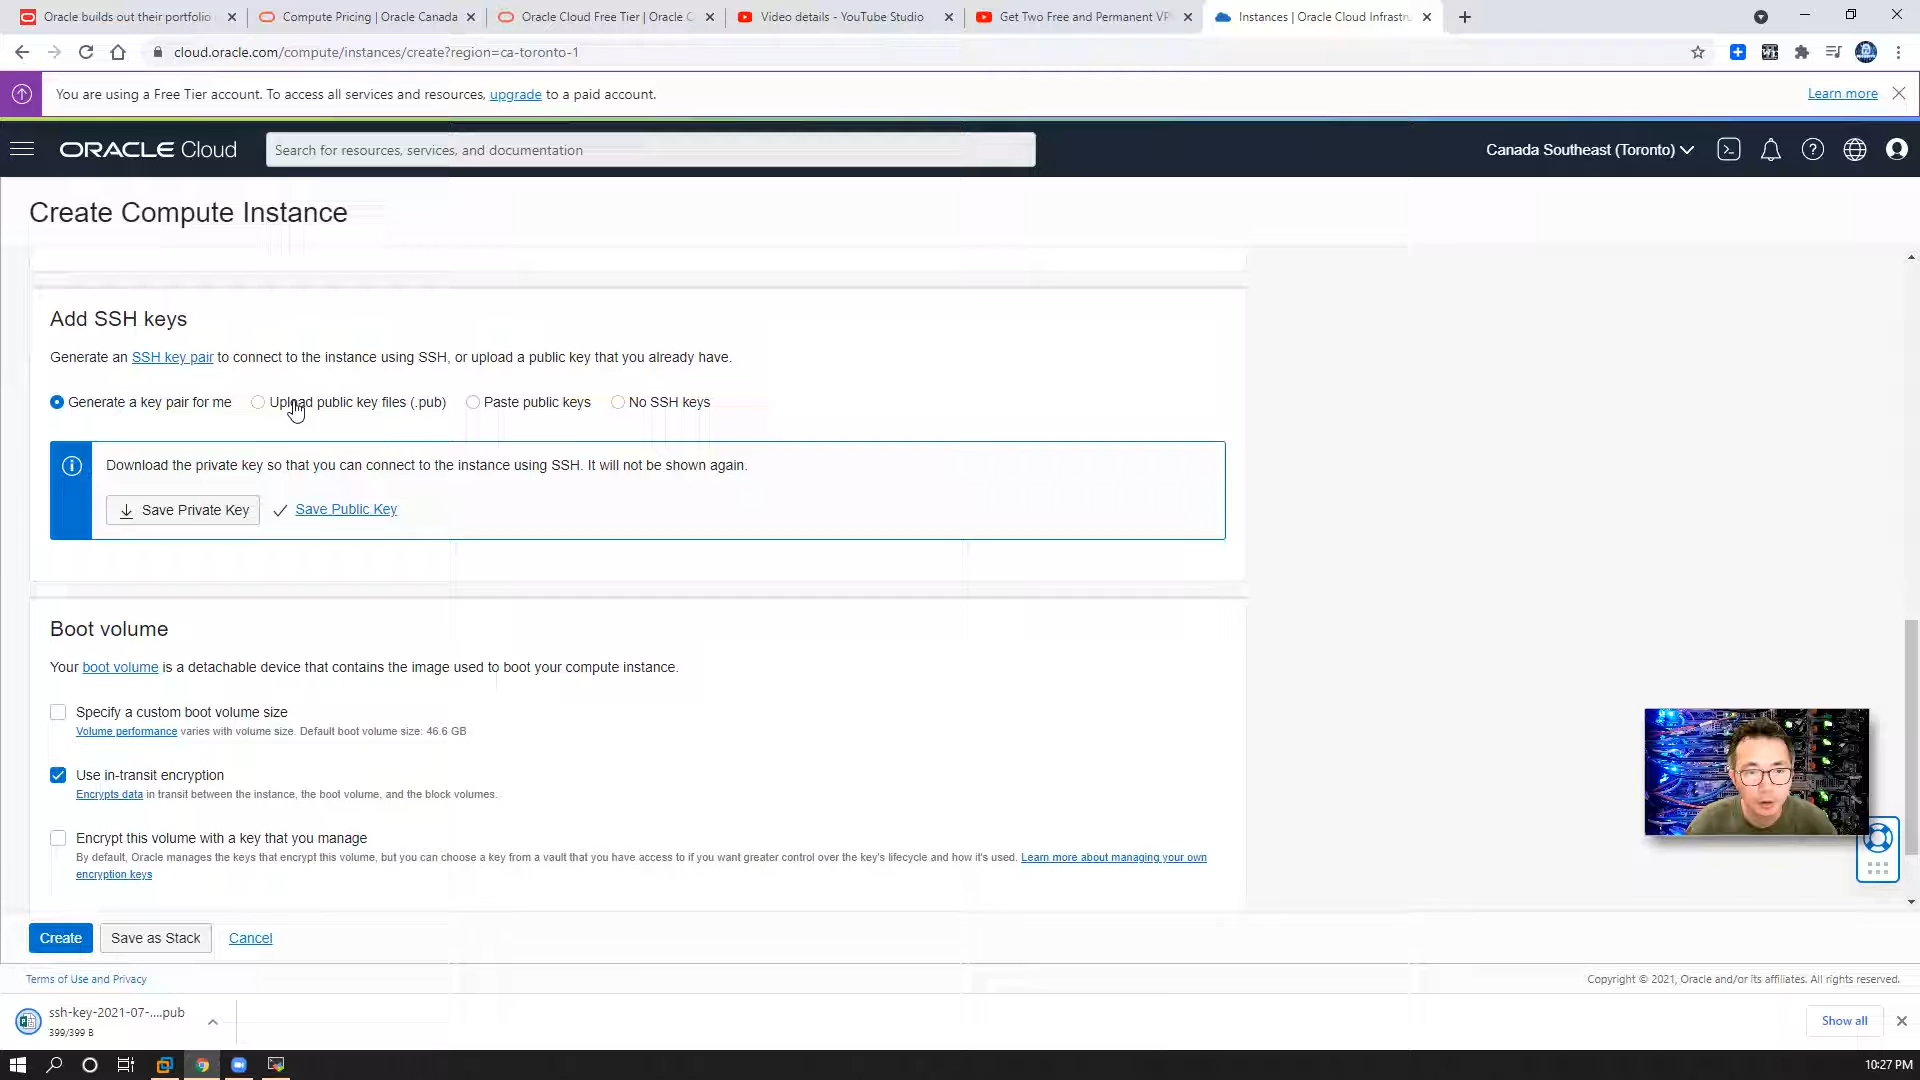 Oracle builds out their portfolio
Compute Pricing | Oracle Canada
Oracle Cloud Free Tier | Oracle C
Video details - YouTube Studio
Get Two Free and Permanent VP
Instances | Oracle Cloud Infrastru
cloud.oracle.com/compute/instances/create?region=ca-toronto-1
You are using a Free Tier account. To access all services and resources, upgrade to a paid account.
Learn more
ORACLE Cloud
Search for resources, services, and documentation
Canada Southeast (Toronto)
Create Compute Instance
Add SSH keys
Generate an SSH key pair to connect to the instance using SSH, or upload a public key that you already have.
Generate a key pair for me
Upload public key files (.pub)
Paste public keys
No SSH keys
Download the private key so that you can connect to the instance using SSH. It will not be shown again.
Save Private Key
Save Public Key
Boot volume
Your boot volume is a detachable device that contains the image used to boot your compute instance.
Specify a custom boot volume size
Volume performance varies with volume size. Default boot volume size: 46.6 GB
Use in-transit encryption
Encrypts data in transit between the instance, the boot volume, and the block volumes.
Encrypt this volume with a key that you manage
By default, Oracle manages the keys that encrypt this volume, but you can choose a key from a vault that you have access to if you want greater control over the key's lifecycle and how it's used. Learn more about managing your own
encryption keys
Create
Save as Stack
Cancel
Terms of Use and Privacy
Copyright © 2021, Oracle and/or its affiliates. All rights reserved.
ssh-key-2021-07-....pub
399/399 B
Show all
10:27 PM